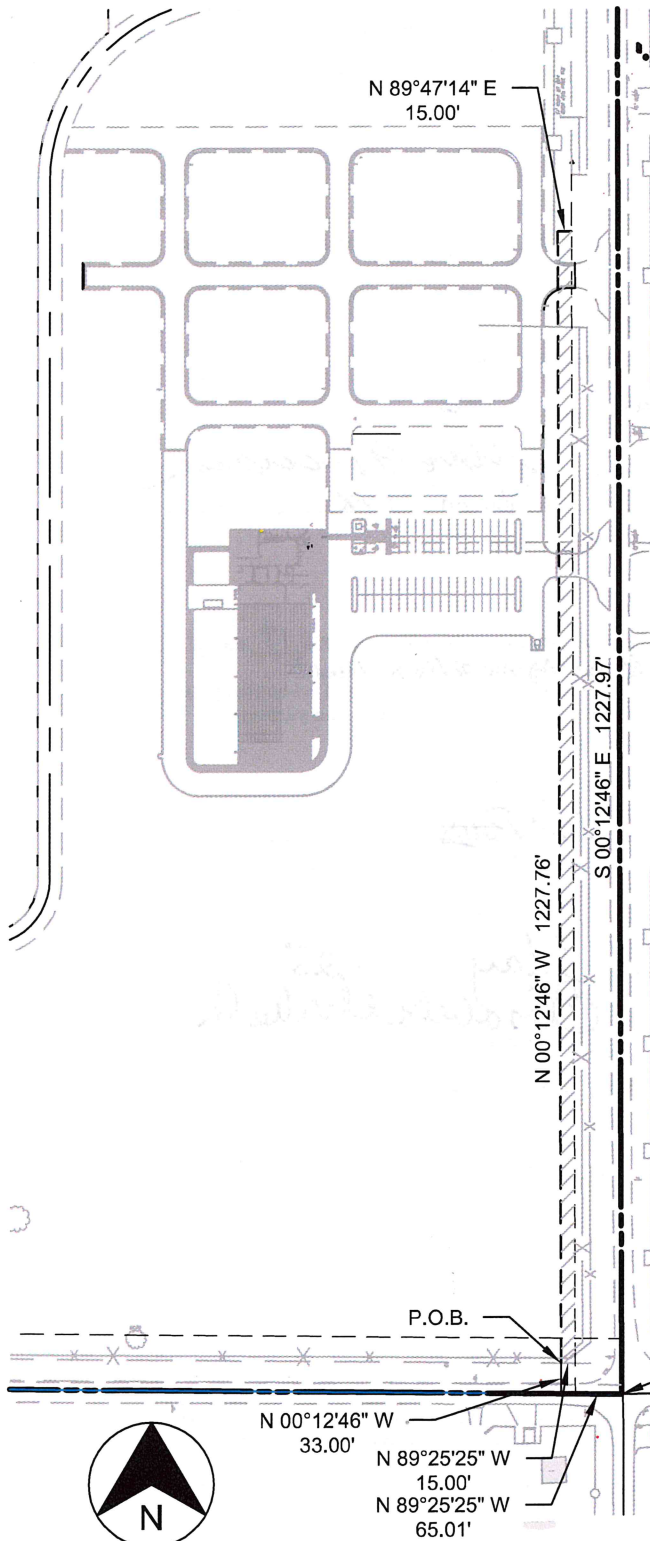 N 89°47'14" E
15.00'
S 00°12'46" E 1227.97'
N 00°12'46" W 1227.76'
P.O.B.
N 00°12'46" W
33.00'
N 89°25'25" W
15.00'
N 89°25'25" W
65.01'
N